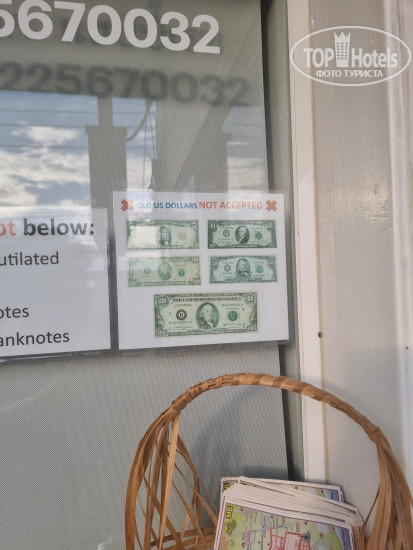 5670032
225670032
TOP Hotels
ФОТО ТУРИСТА
OLD US DOLLARS NOT ACCEPTED
ot below:
utilated
otes
anknotes